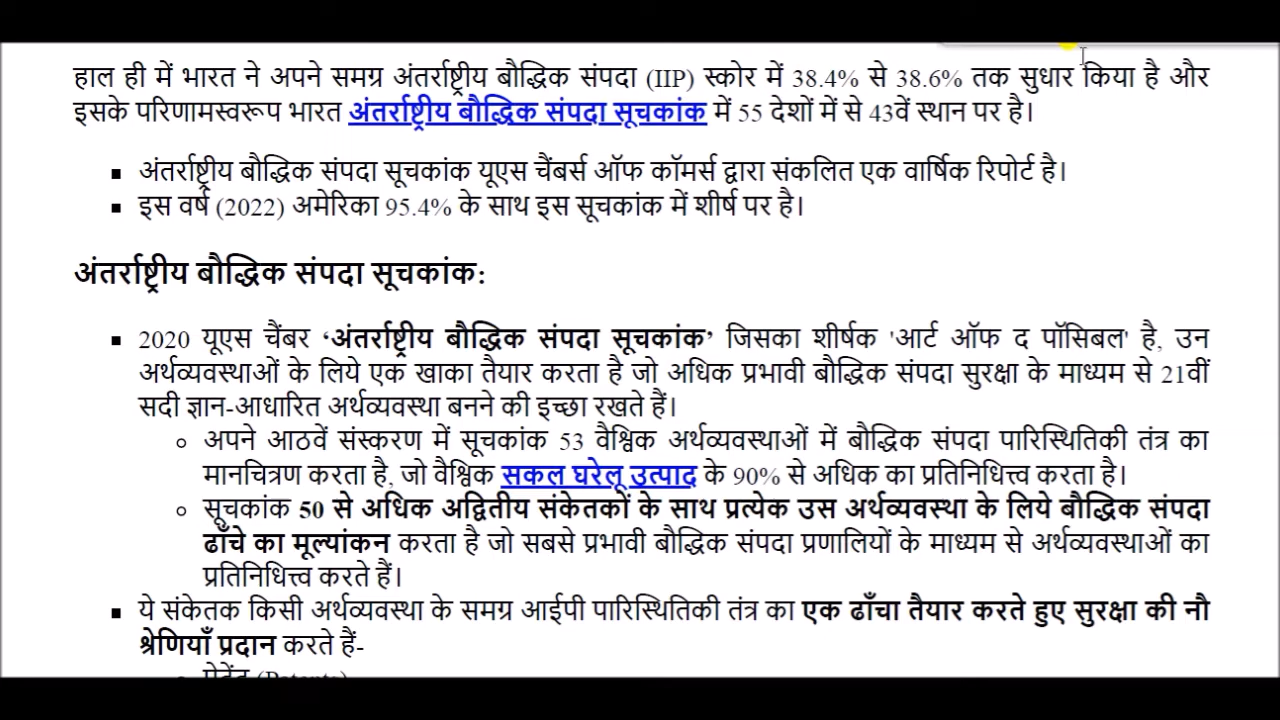 हाल ही में भारत ने अपने समग्र अंतर्राष्ट्रीय बौद्धिक संपदा (IIP) स्कोर में 38.4% से 38.6% तक सुधार किया है और
इसके परिणामस्वरूप भारत अंतर्राष्ट्रीय बौद्धिक संपदा सूचकांक में 55 देशों में से 43वें स्थान पर है।
▪ अंतर्राष्ट्रीय बौद्धिक संपदा सूचकांक यूएस चैंबर्स ऑफ कॉमर्स द्वारा संकलित एक वार्षिक रिपोर्ट है।
▪ इस वर्ष (2022) अमेरिका 95.4% के साथ इस सूचकांक में शीर्ष पर है।
अंतर्राष्ट्रीय बौद्धिक संपदा सूचकांक:
▪ 2020 यूएस चैंबर ‘अंतर्राष्ट्रीय बौद्धिक संपदा सूचकांक’ जिसका शीर्षक 'आर्ट ऑफ द पॉसिबल' है, उन
अर्थव्यवस्थाओं के लिये एक खाका तैयार करता है जो अधिक प्रभावी बौद्धिक संपदा सुरक्षा के माध्यम से 21वीं
सदी ज्ञान-आधारित अर्थव्यवस्था बनने की इच्छा रखते हैं।
○ अपने आठवें संस्करण में सूचकांक 53 वैश्विक अर्थव्यवस्थाओं में बौद्धिक संपदा पारिस्थितिकी तंत्र का
मानचित्रण करता है, जो वैश्विक सकल घरेलू उत्पाद के 90% से अधिक का प्रतिनिधित्त्व करता है।
○ सूचकांक 50 से अधिक अद्वितीय संकेतकों के साथ प्रत्येक उस अर्थव्यवस्था के लिये बौद्धिक संपदा
ढाँचे का मूल्यांकन करता है जो सबसे प्रभावी बौद्धिक संपदा प्रणालियों के माध्यम से अर्थव्यवस्थाओं का
प्रतिनिधित्त्व करते हैं।
▪ ये संकेतक किसी अर्थव्यवस्था के समग्र आईपी पारिस्थितिकी तंत्र का एक ढाँचा तैयार करते हुए सुरक्षा की नौ
श्रेणियाँ प्रदान करते हैं-
○ पेटेंट (Patents)